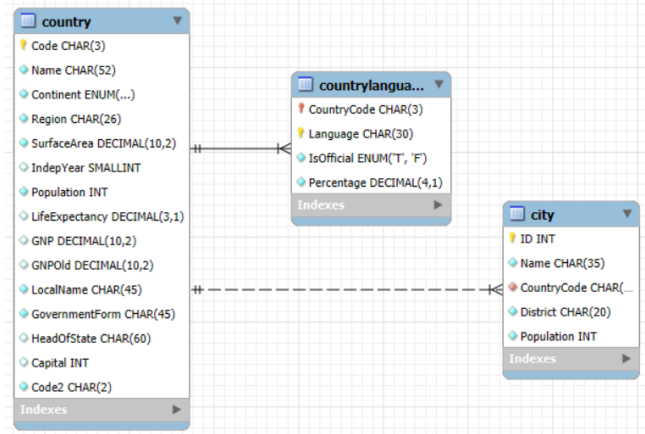 country
Code CHAR(3)
Name CHAR(52)
Continent ENUM(...)
Region CHAR(26)
SurfaceArea DECIMAL(10,2)
IndepYear SMALLINT
Population INT
LifeExpectancy DECIMAL(3,1)
GNP DECIMAL(10,2)
GNPOld DECIMAL(10,2)
LocalName CHAR(45)
GovernmentForm CHAR(45)
HeadOfState CHAR(60)
Capital INT
Code2 CHAR(2)
Indexes
countrylangua...
CountryCode CHAR(3)
Language CHAR(30)
IsOfficial ENUM('T', 'F')
Percentage DECIMAL(4,1)
Indexes
city
ID INT
Name CHAR(35)
CountryCode CHAR(...
District CHAR(20)
Population INT
Indexes